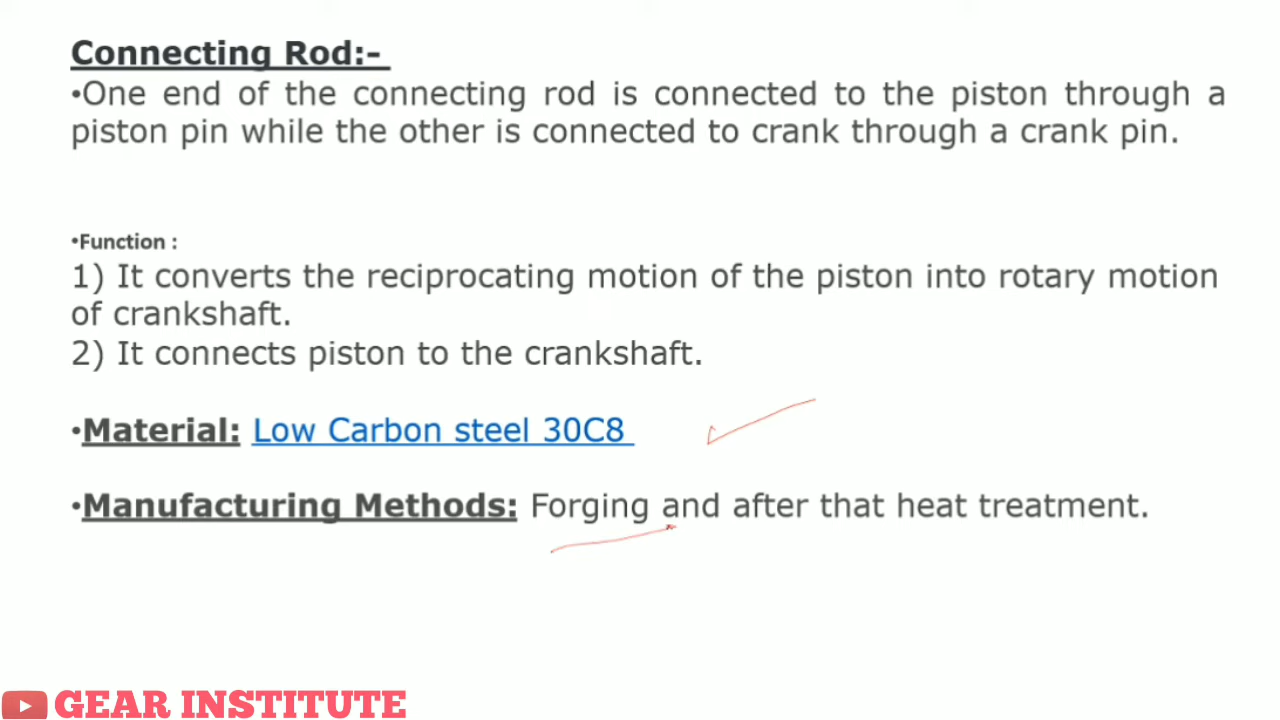 Connecting Rod:-
•One end of the connecting rod is connected to the piston through a
piston pin while the other is connected to crank through a crank pin.
•Function :
1) It converts the reciprocating motion of the piston into rotary motion
of crankshaft.
2) It connects piston to the crankshaft.
•Material: Low Carbon steel 30C8
•Manufacturing Methods: Forging and after that heat treatment.
GEAR INSTITUTE